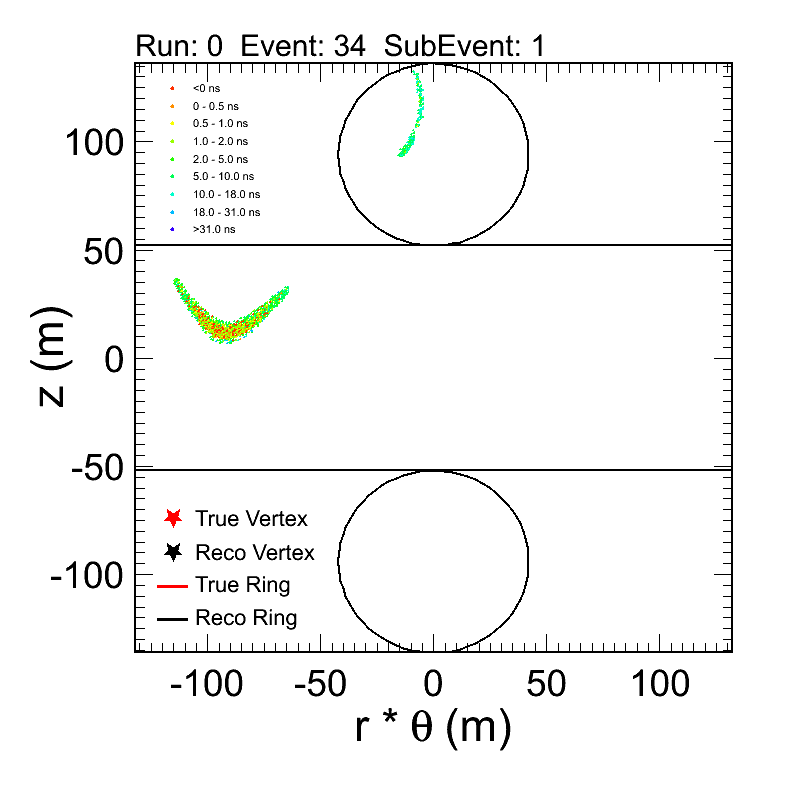 Run: 0  Event: 34  SubEvent: 1
<0 ns
0 - 0.5 ns
0.5 - 1.0 ns
1.0 - 2.0 ns
2.0 - 5.0 ns
5.0 - 10.0 ns
10.0 - 18.0 ns
18.0 - 31.0 ns
>31.0 ns
100
50
0
-50
-100
z (m)
True Vertex
Reco Vertex
True Ring
Reco Ring
-100 -50 0 50 100
r * θ (m)